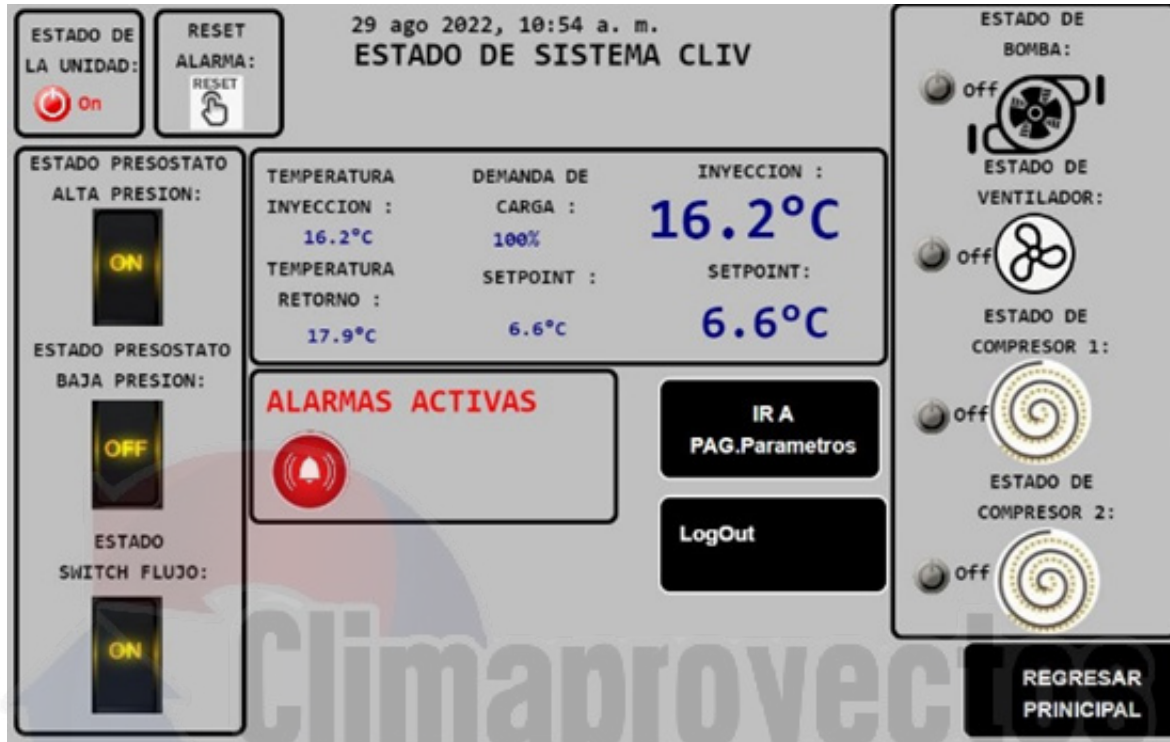 29 ago 2022, 10:54 a. m.
ESTADO DE SISTEMA CLIV
ESTADO DE
LA UNIDAD:
On
RESET
ALARMA:
RESET
ESTADO PRESOSTATO
ALTA PRESION:
ON
ESTADO PRESOSTATO
BAJA PRESION:
OFF
ESTADO
SWITCH FLUJO:
ON
TEMPERATURA
INYECCION :
16.2°C
TEMPERATURA
RETORNO :
17.9°C
DEMANDA DE
CARGA :
100%
SETPOINT :
6.6°C
INYECCION :
16.2°C
SETPOINT:
6.6°C
ALARMAS ACTIVAS
IR A
PAG.Parametros
LogOut
ESTADO DE
BOMBA:
Off
ESTADO DE
VENTILADOR:
Off
ESTADO DE
COMPRESOR 1:
Off
ESTADO DE
COMPRESOR 2:
Off
REGRESAR
PRINICIPAL
Climaproyectos